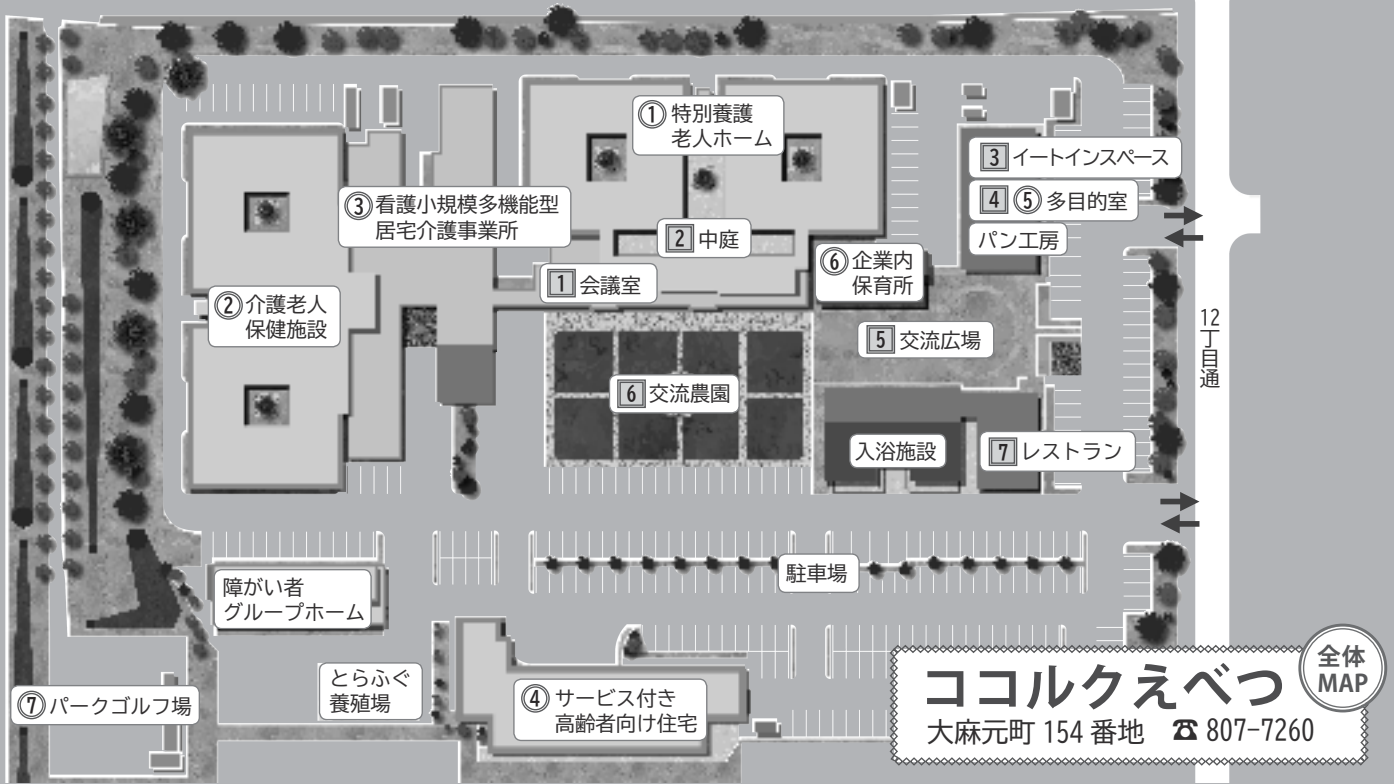 ① 特別養護
老人ホーム
3 イートインスペース
4 ⑤ 多目的室
パン工房
③ 看護小規模多機能型
居宅介護事業所
2 中庭
⑥ 企業内
保育所
1 会議室
② 介護老人
保健施設
5 交流広場
12丁目通
6 交流農園
入浴施設
7 レストラン
駐車場
障がい者
グループホーム
とらふぐ
養殖場
④ サービス付き
高齢者向け住宅
⑦ パークゴルフ場
全体
MAP
ココルクえべつ
大麻元町 154 番地 ☎ 807-7260